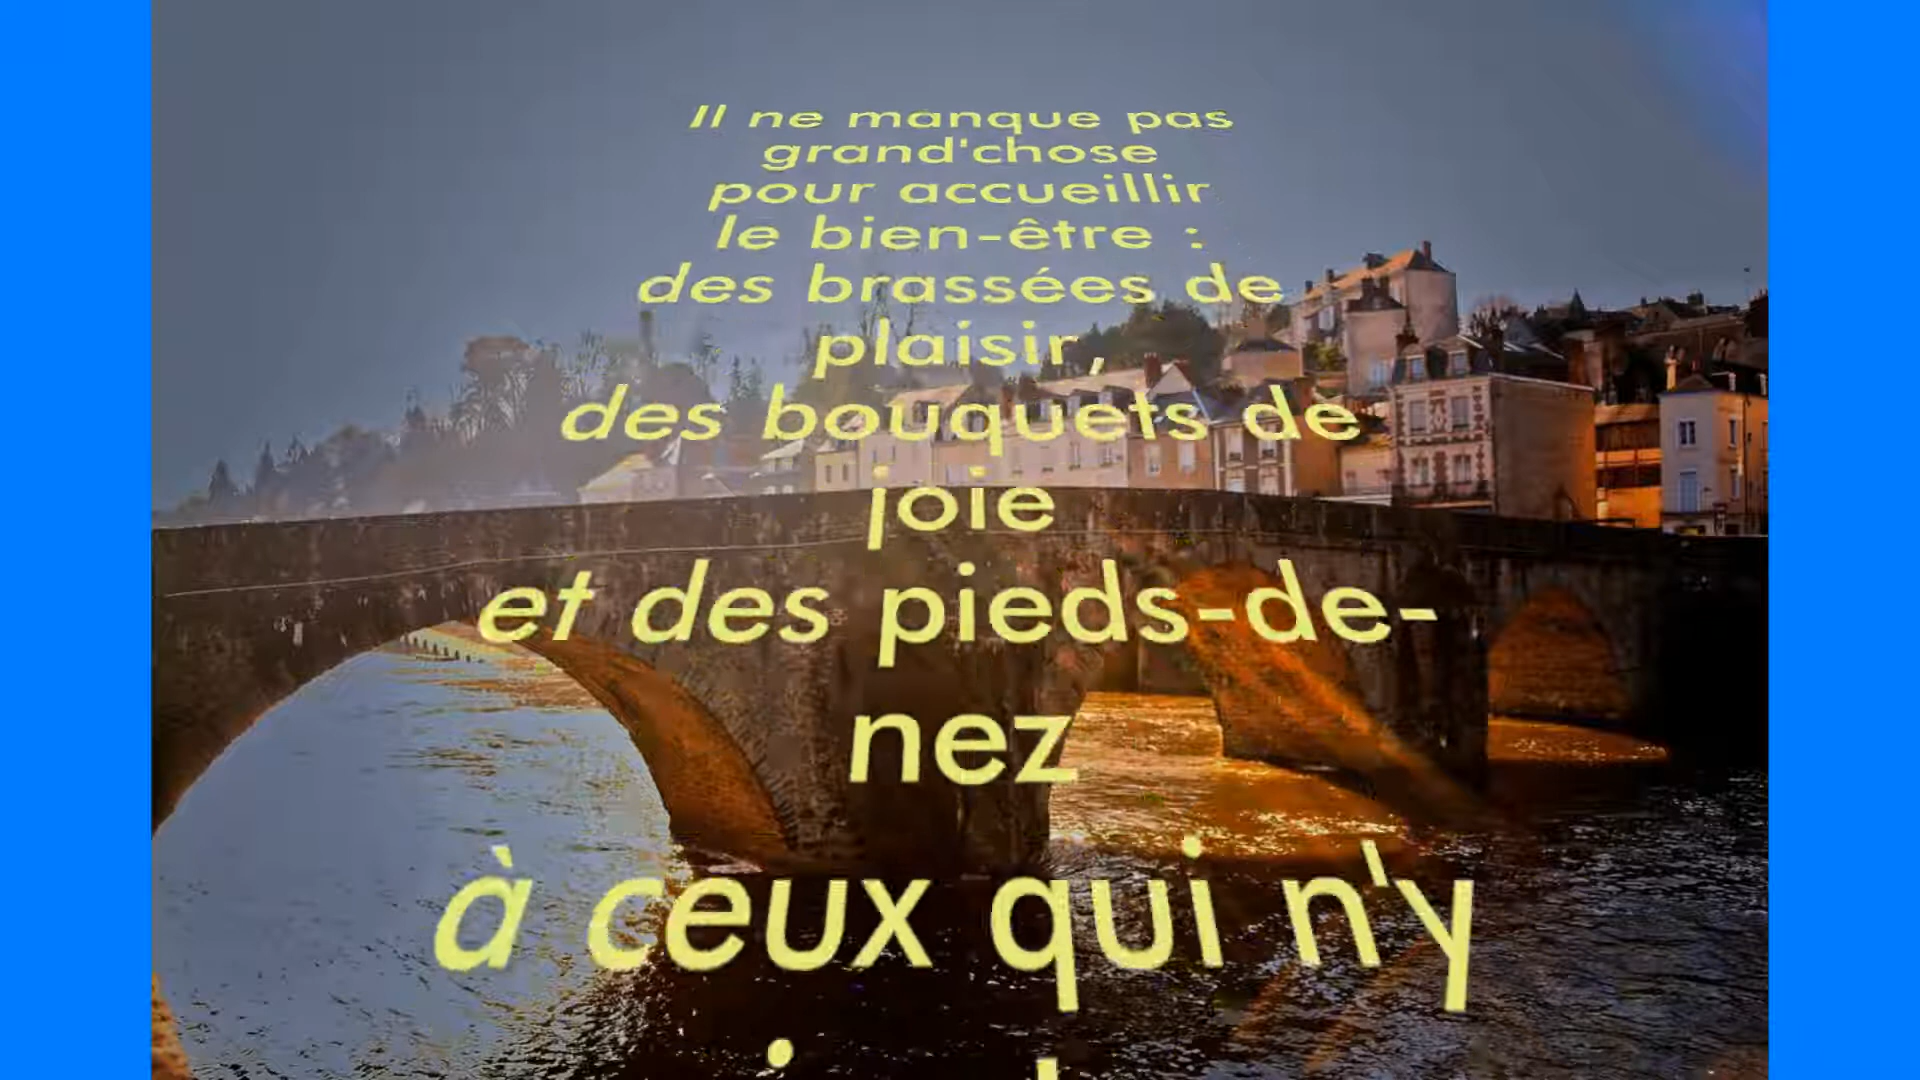 Il ne manque pas
grand'chose
pour accueillir
le bien-être :
des brassées de
plaisir,
des bouquets de
joie
et des pieds-de-
nez
à ceux qui n'y